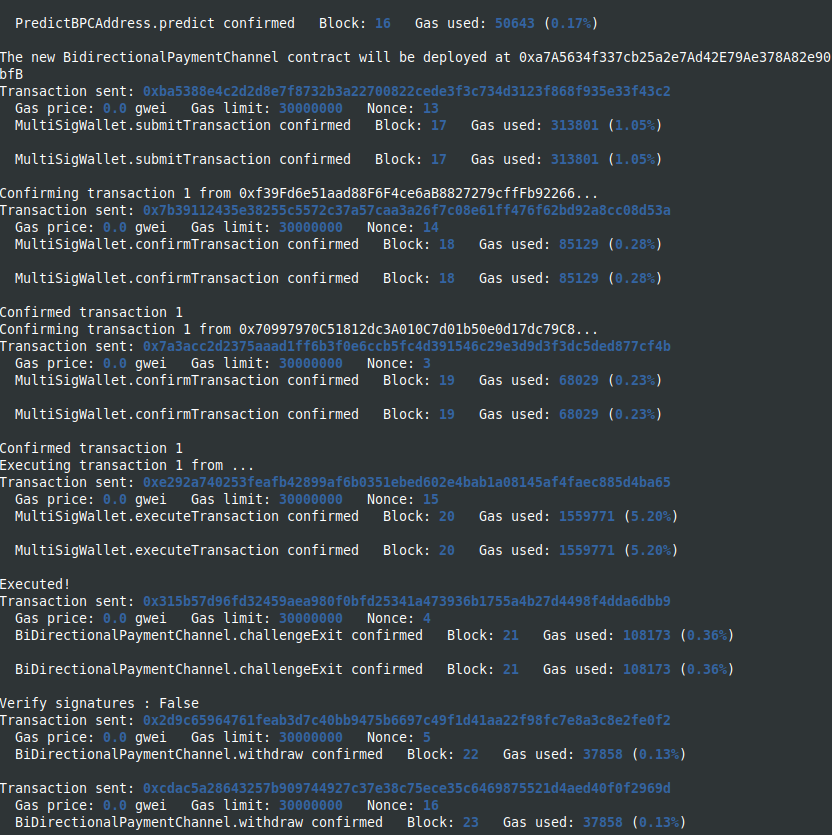 PredictBPCAddress.predict confirmed   Block: 16   Gas used: 50643 (0.17%)
The new BidirectionalPaymentChannel contract will be deployed at 0xa7A5634f337cb25a2e7Ad42E79Ae378A82e90
bfB
Transaction sent: 0xba5388e4c2d2d8e7f8732b3a22700822cede3f3c734d3123f868f935e33f43c2
Gas price: 0.0 gwei   Gas limit: 30000000   Nonce: 13
MultiSigWallet.submitTransaction confirmed   Block: 17   Gas used: 313801 (1.05%)
MultiSigWallet.submitTransaction confirmed   Block: 17   Gas used: 313801 (1.05%)
Confirming transaction 1 from 0xf39Fd6e51aad88F6F4ce6aB8827279cffFb92266...
Transaction sent: 0x7b39112435e38255c5572c37a57caa3a26f7c08e61ff476f62bd92a8cc08d53a
Gas price: 0.0 gwei   Gas limit: 30000000   Nonce: 14
MultiSigWallet.confirmTransaction confirmed   Block: 18   Gas used: 85129 (0.28%)
MultiSigWallet.confirmTransaction confirmed   Block: 18   Gas used: 85129 (0.28%)
Confirmed transaction 1
Confirming transaction 1 from 0x70997970C51812dc3A010C7d01b50e0d17dc79C8...
Transaction sent: 0x7a3acc2d2375aaad1ff6b3f0e6ccb5fc4d391546c29e3d9d3f3dc5ded877cf4b
Gas price: 0.0 gwei   Gas limit: 30000000   Nonce: 3
MultiSigWallet.confirmTransaction confirmed   Block: 19   Gas used: 68029 (0.23%)
MultiSigWallet.confirmTransaction confirmed   Block: 19   Gas used: 68029 (0.23%)
Confirmed transaction 1
Executing transaction 1 from ...
Transaction sent: 0xe292a740253feafb42899af6b0351ebed602e4bab1a08145af4faec885d4ba65
Gas price: 0.0 gwei   Gas limit: 30000000   Nonce: 15
MultiSigWallet.executeTransaction confirmed   Block: 20   Gas used: 1559771 (5.20%)
MultiSigWallet.executeTransaction confirmed   Block: 20   Gas used: 1559771 (5.20%)
Executed!
Transaction sent: 0x315b57d96fd32459aea980f0bfd25341a473936b1755a4b27d4498f4dda6dbb9
Gas price: 0.0 gwei   Gas limit: 30000000   Nonce: 4
BiDirectionalPaymentChannel.challengeExit confirmed   Block: 21   Gas used: 108173 (0.36%)
BiDirectionalPaymentChannel.challengeExit confirmed   Block: 21   Gas used: 108173 (0.36%)
Verify signatures : False
Transaction sent: 0x2d9c65964761feab3d7c40bb9475b6697c49f1d41aa22f98fc7e8a3c8e2fe0f2
Gas price: 0.0 gwei   Gas limit: 30000000   Nonce: 5
BiDirectionalPaymentChannel.withdraw confirmed   Block: 22   Gas used: 37858 (0.13%)
Transaction sent: 0xcdac5a28643257b909744927c37e38c75ece35c6469875521d4aed40f0f2969d
Gas price: 0.0 gwei   Gas limit: 30000000   Nonce: 16
BiDirectionalPaymentChannel.withdraw confirmed   Block: 23   Gas used: 37858 (0.13%)